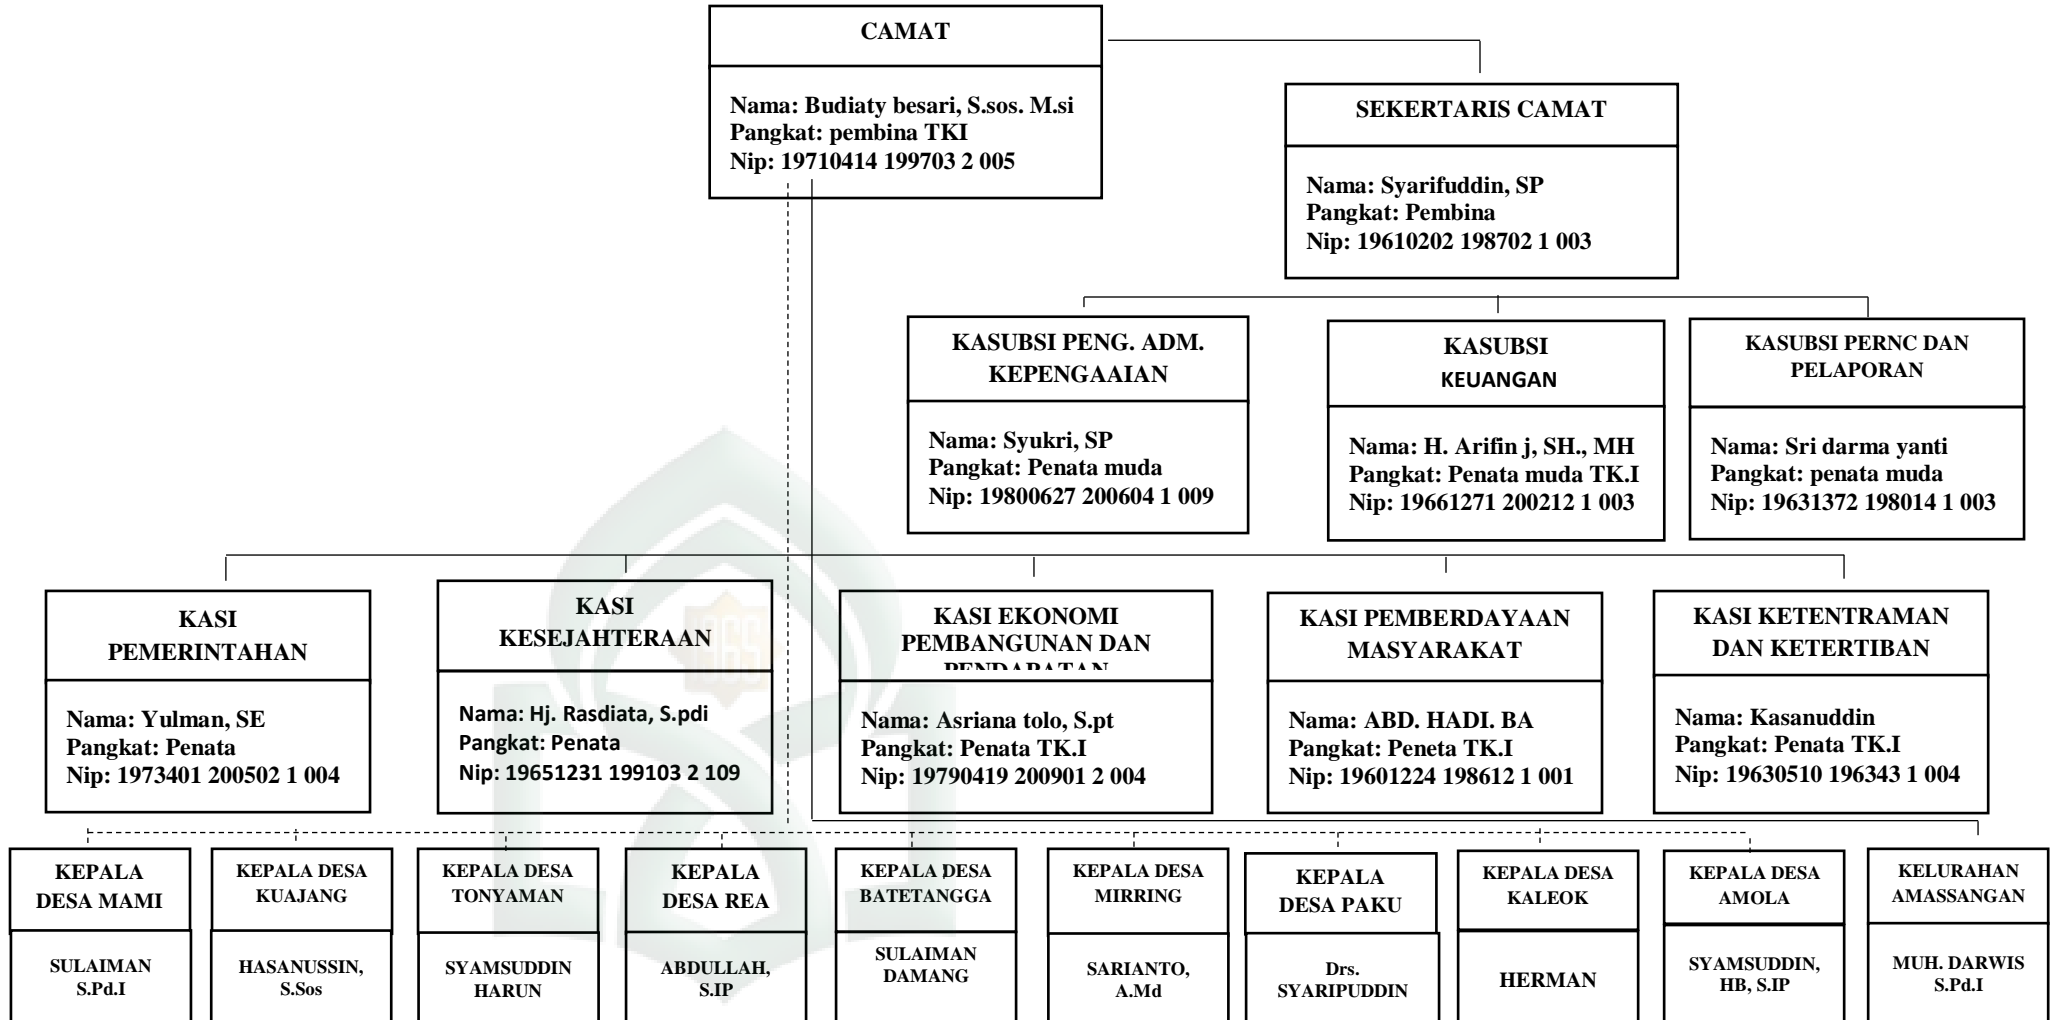 CAMAT
Nama: Budiaty besari, S.sos. M.si
Pangkat: pembina TKI
Nip: 19710414 199703 2 005
SEKERTARIS CAMAT
Nama: Syarifuddin, SP
Pangkat: Pembina
Nip: 19610202 198702 1 003
KASUBSI PENG. ADM.
KEPENGAAIAN
Nama: Syukri, SP
Pangkat: Penata muda
Nip: 19800627 200604 1 009
KASUBSI
KEUANGAN
Nama: H. Arifin j, SH., MH
Pangkat: Penata muda TK.I
Nip: 19661271 200212 1 003
KASUBSI PERNC DAN
PELAPORAN
Nama: Sri darma yanti
Pangkat: penata muda
Nip: 19631372 198014 1 003
KASI
PEMERINTAHAN
Nama: Yulman, SE
Pangkat: Penata
Nip: 1973401 200502 1 004
KASI
KESEJAHTERAAN
Nama: Hj. Rasdiata, S.pdi
Pangkat: Penata
Nip: 19651231 199103 2 109
KASI EKONOMI
PEMBANGUNAN DAN
PENDAPATAN
Nama: Asriana tolo, S.pt
Pangkat: Penata TK.I
Nip: 19790419 200901 2 004
KASI PEMBERDAYAAN
MASYARAKAT
Nama: ABD. HADI. BA
Pangkat: Peneta TK.I
Nip: 19601224 198612 1 001
KASI KETENTRAMAN
DAN KETERTIBAN
Nama: Kasanuddin
Pangkat: Penata TK.I
Nip: 19630510 196343 1 004
KEPALA
DESA MAMI
SULAIMAN
S.Pd.I
KEPALA DESA
KUAJANG
HASANUSSIN,
S.Sos
KEPALA DESA
TONYAMAN
SYAMSUDDIN
HARUN
KEPALA
DESA REA
ABDULLAH,
S.IP
KEPALA DESA
BATETANGGA
SULAIMAN
DAMANG
KEPALA DESA
MIRRING
SARIANTO,
A.Md
KEPALA
DESA PAKU
Drs.
SYARIPUDDIN
KEPALA DESA
KALEOK
HERMAN
KEPALA DESA
AMOLA
SYAMSUDDIN,
HB, S.IP
KELURAHAN
AMASSANGAN
MUH. DARWIS
S.Pd.I
1965